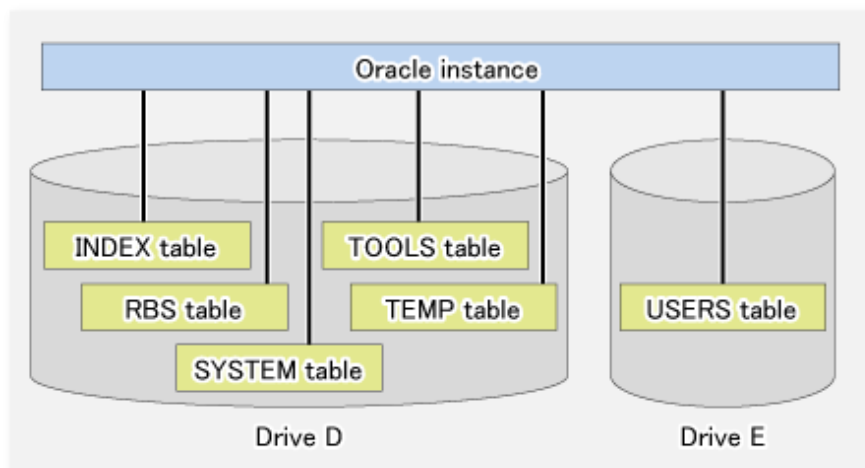 Oracle instance
INDEX table
TOOLS table
RBS table
TEMP table
USERS table
SYSTEM table
Drive D
Drive E